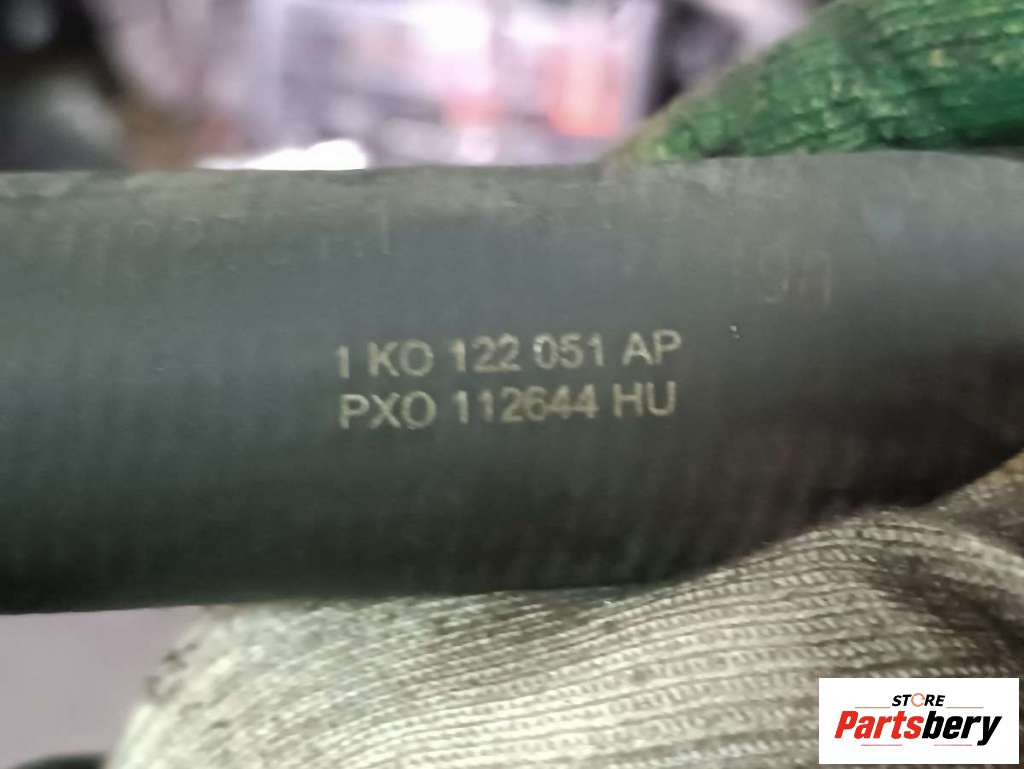 1 KO 122 051 AP
PXO 112644 HU
STORE
Partsbery